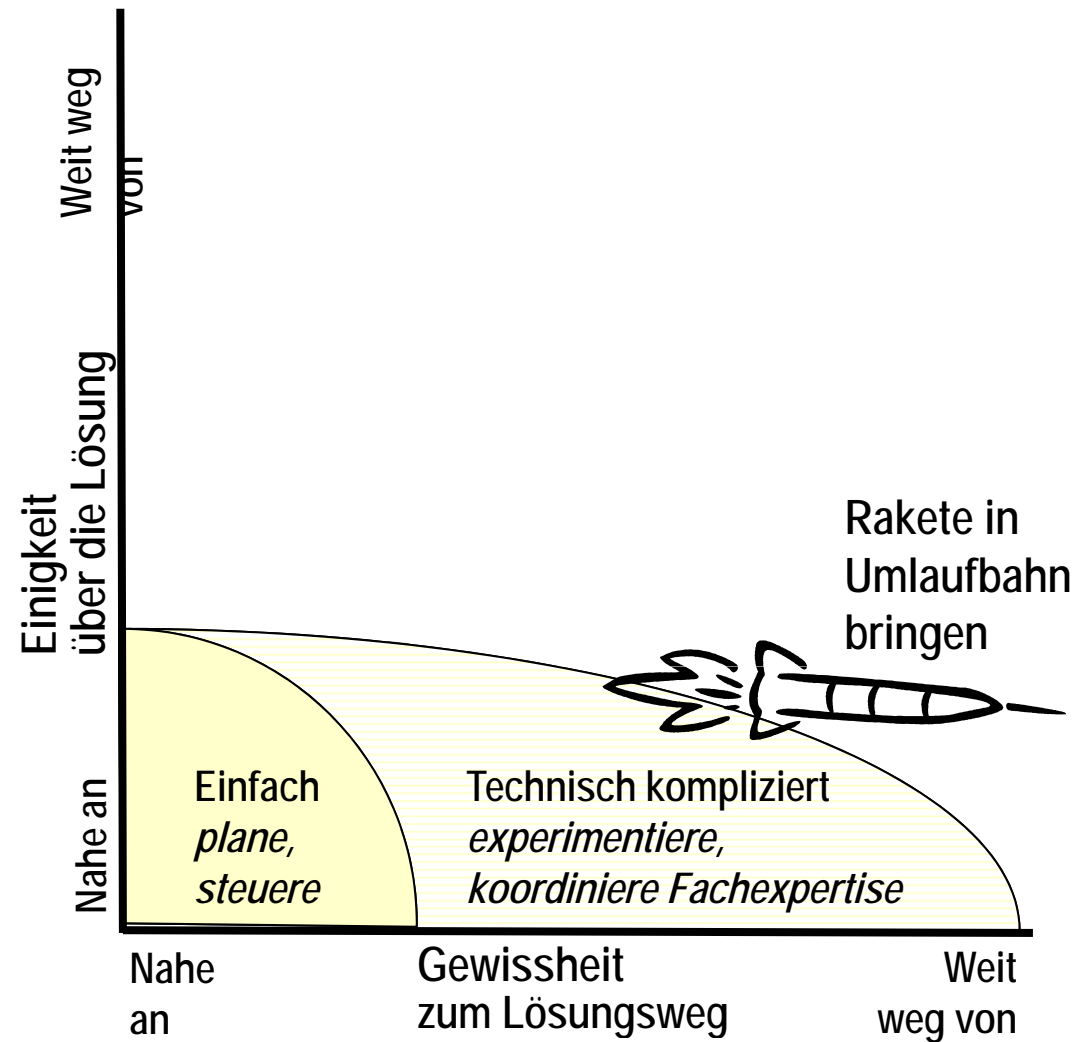 Weit weg
von
Einigkeit
über die Lösung
Nahe an
Rakete in
Umlaufbahn
bringen
Einfach
plane,
steuere
Technisch kompliziert
experimentiere,
koordiniere Fachexpertise
Nahe
an
Gewissheit
zum Lösungsweg
Weit
weg von